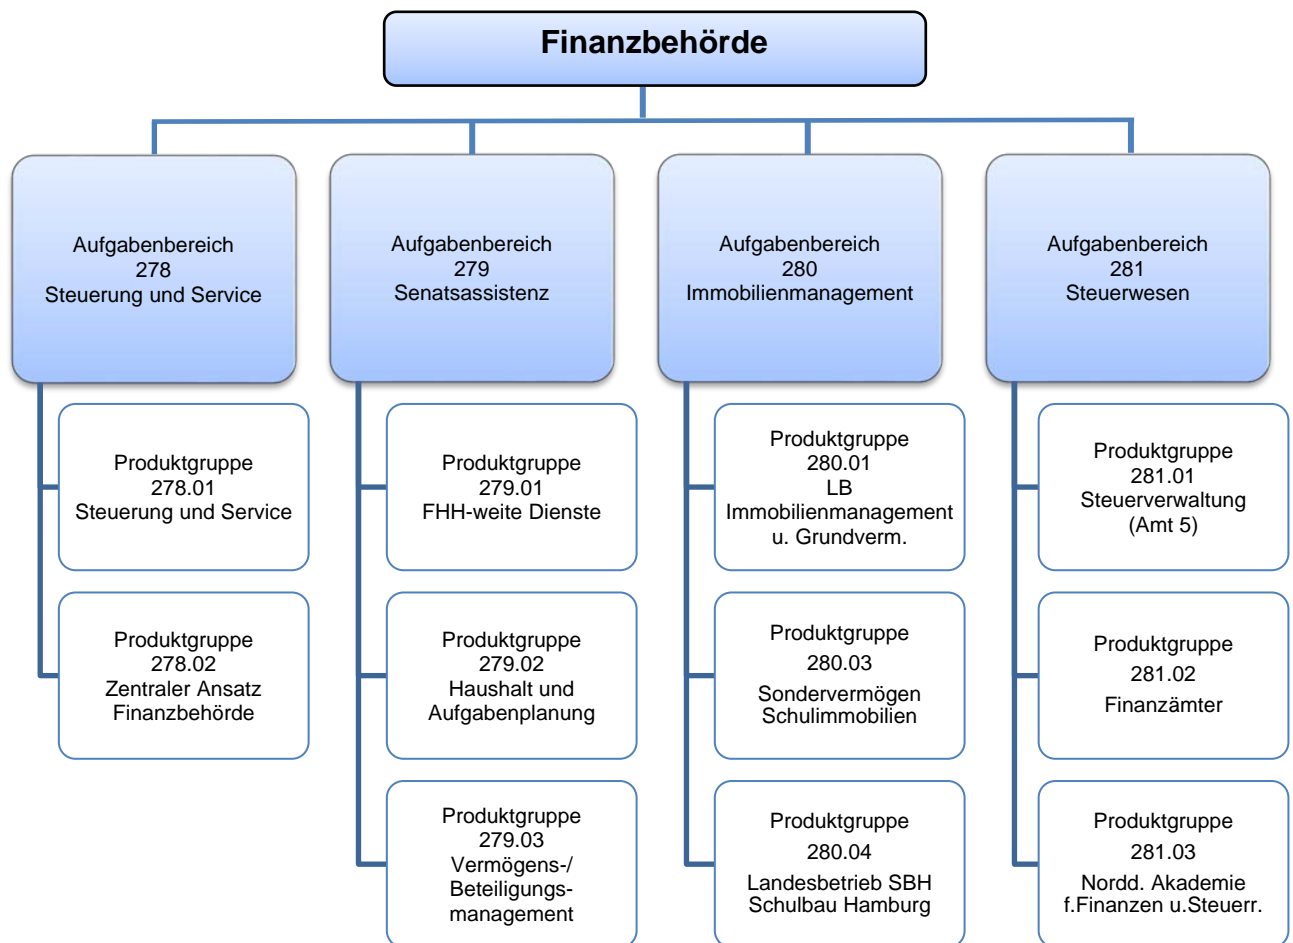 Finanzbehörde
Aufgabenbereich
278
Steuerung und Service
Aufgabenbereich
279
Senatsassistenz
Aufgabenbereich
280
Immobilienmanagement
Aufgabenbereich
281
Steuerwesen
Produktgruppe
278.01
Steuerung und Service
Produktgruppe
279.01
FHH-weite Dienste
Produktgruppe
280.01
LB
Immobilienmanagement
u. Grundverm.
Produktgruppe
281.01
Steuerverwaltung
(Amt 5)
Produktgruppe
278.02
Zentraler Ansatz
Finanzbehörde
Produktgruppe
279.02
Haushalt und
Aufgabenplanung
Produktgruppe
280.03
Sondervermögen
Schulimmobilien
Produktgruppe
281.02
Finanzämter
Produktgruppe
279.03
Vermögens-/
Beteiligungs-
management
Produktgruppe
280.04
Landesbetrieb SBH
Schulbau Hamburg
Produktgruppe
281.03
Nordd. Akademie
f.Finanzen u.Steuerr.